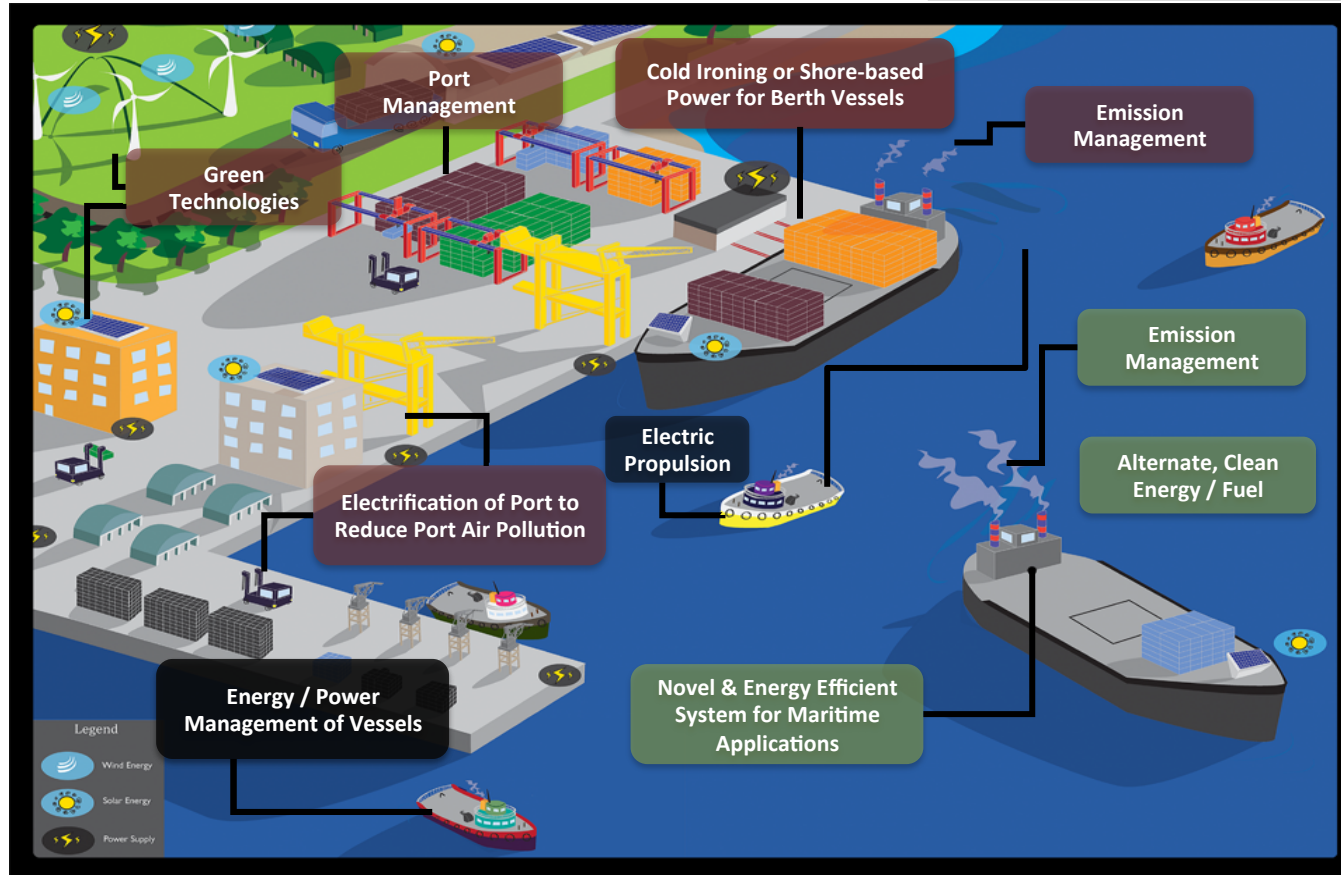 Port
Management
Cold Ironing or Shore-based
Power for Berth Vessels
Emission
Management
Green
Technologies
Emission
Management
Electric
Propulsion
Alternate, Clean
Energy / Fuel
Electrification of Port to
Reduce Port Air Pollution
Energy / Power
Management of Vessels
Novel & Energy Efficient
System for Maritime
Applications
Legend
Wind Energy
Solar Energy
Power Supply